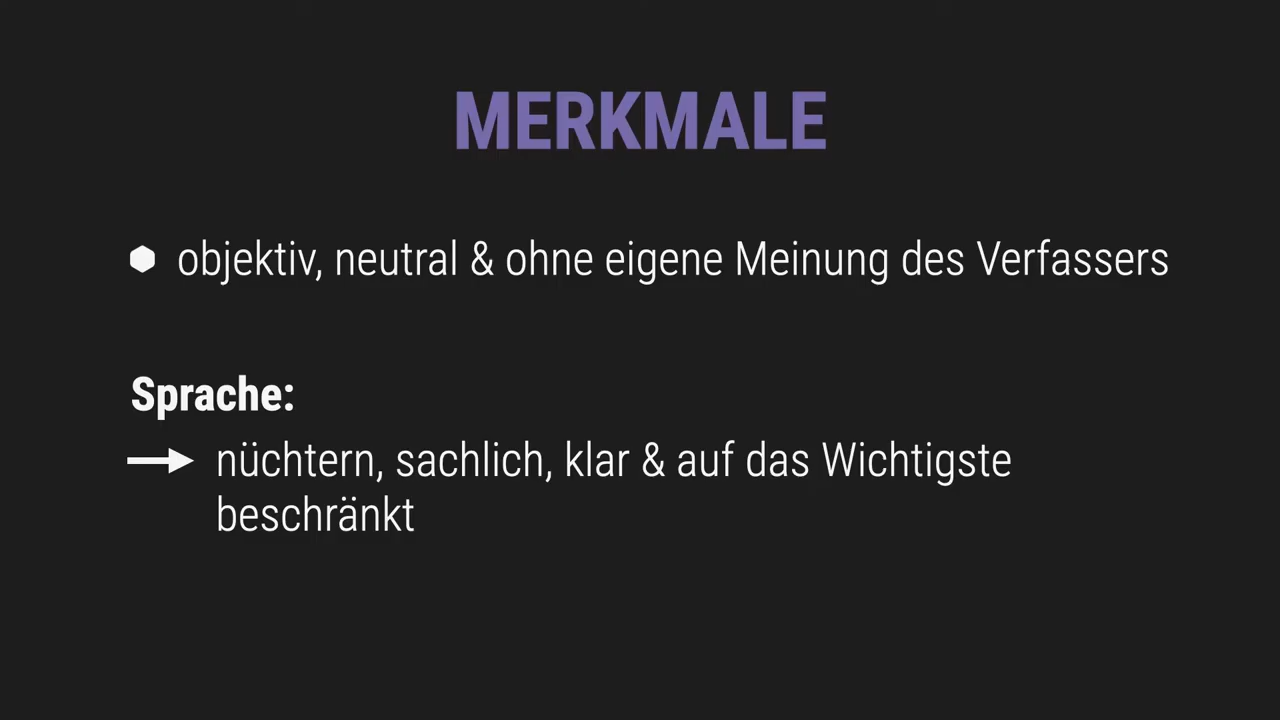 MERKMALE
objektiv, neutral & ohne eigene Meinung des Verfassers
Sprache:
nüchtern, sachlich, klar & auf das Wichtigste
beschränkt